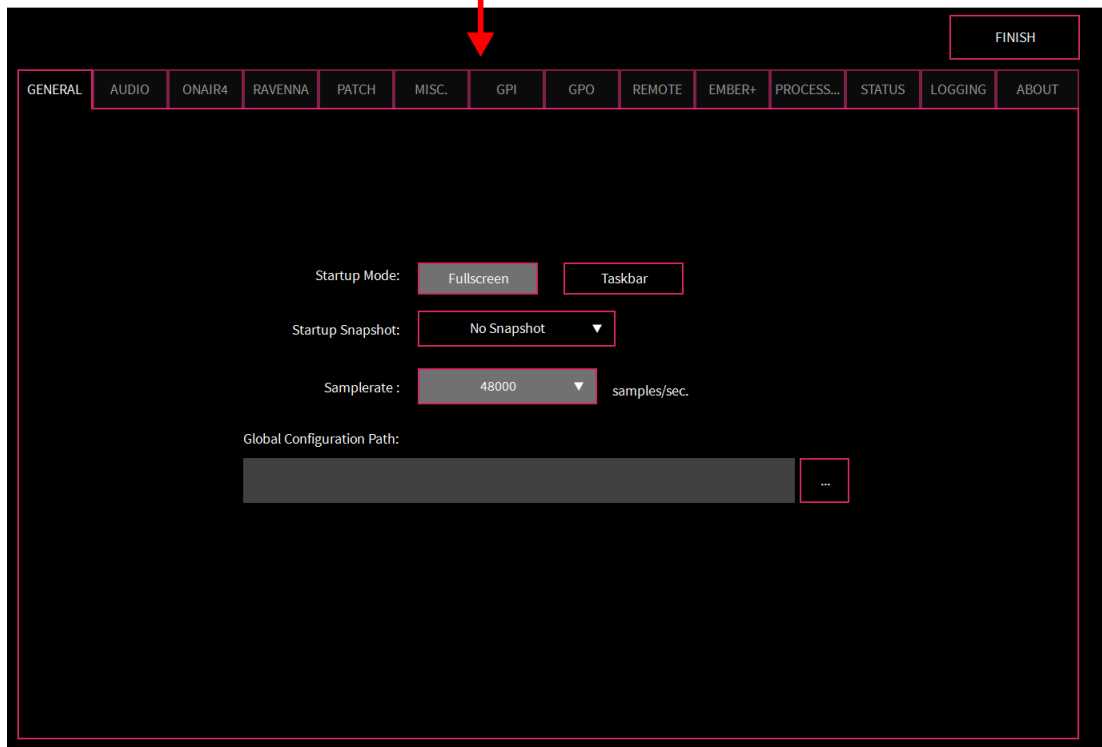 FINISH
GENERAL AUDIO ONAIR4 RAVENNA PATCH MISC. GPI GPO REMOTE EMBER+ PROCESS... STATUS LOGGING ABOUT
Startup Mode: Fullscreen Taskbar
Startup Snapshot: No Snapshot
Samplerate : 48000 samples/sec.
Global Configuration Path:
...